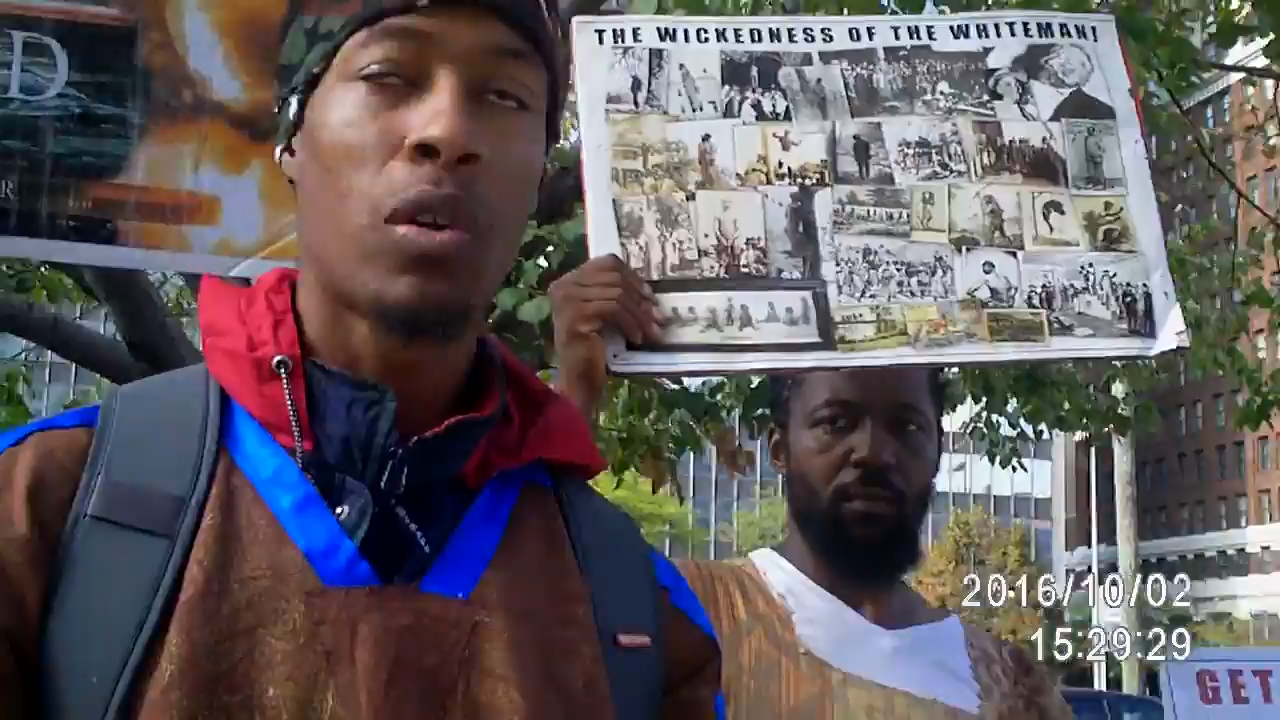 D
R
THE WICKEDNESS OF THE WHITEMAN!
2016/10/02
15:29:29
GET